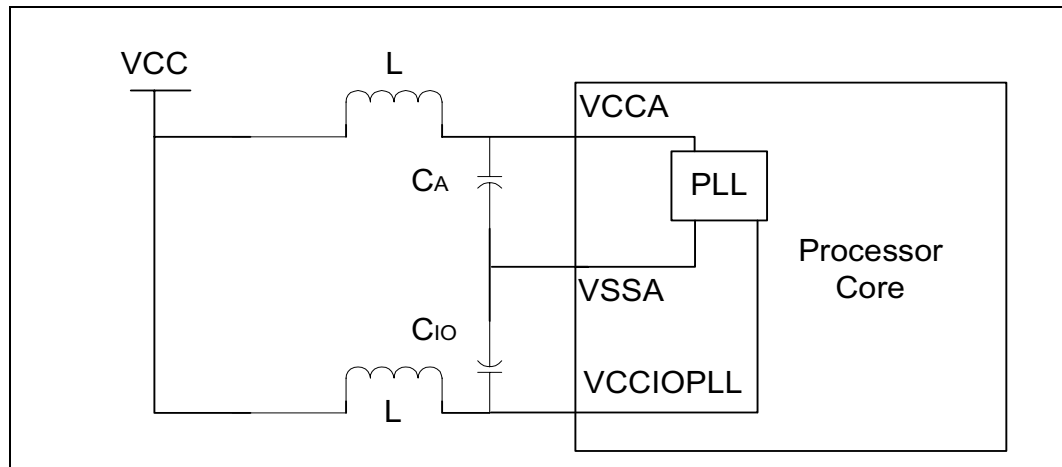 VCC
L
VCCA
CA
PLL
Processor
Core
VSSA
CIO
VCCIOPLL
L